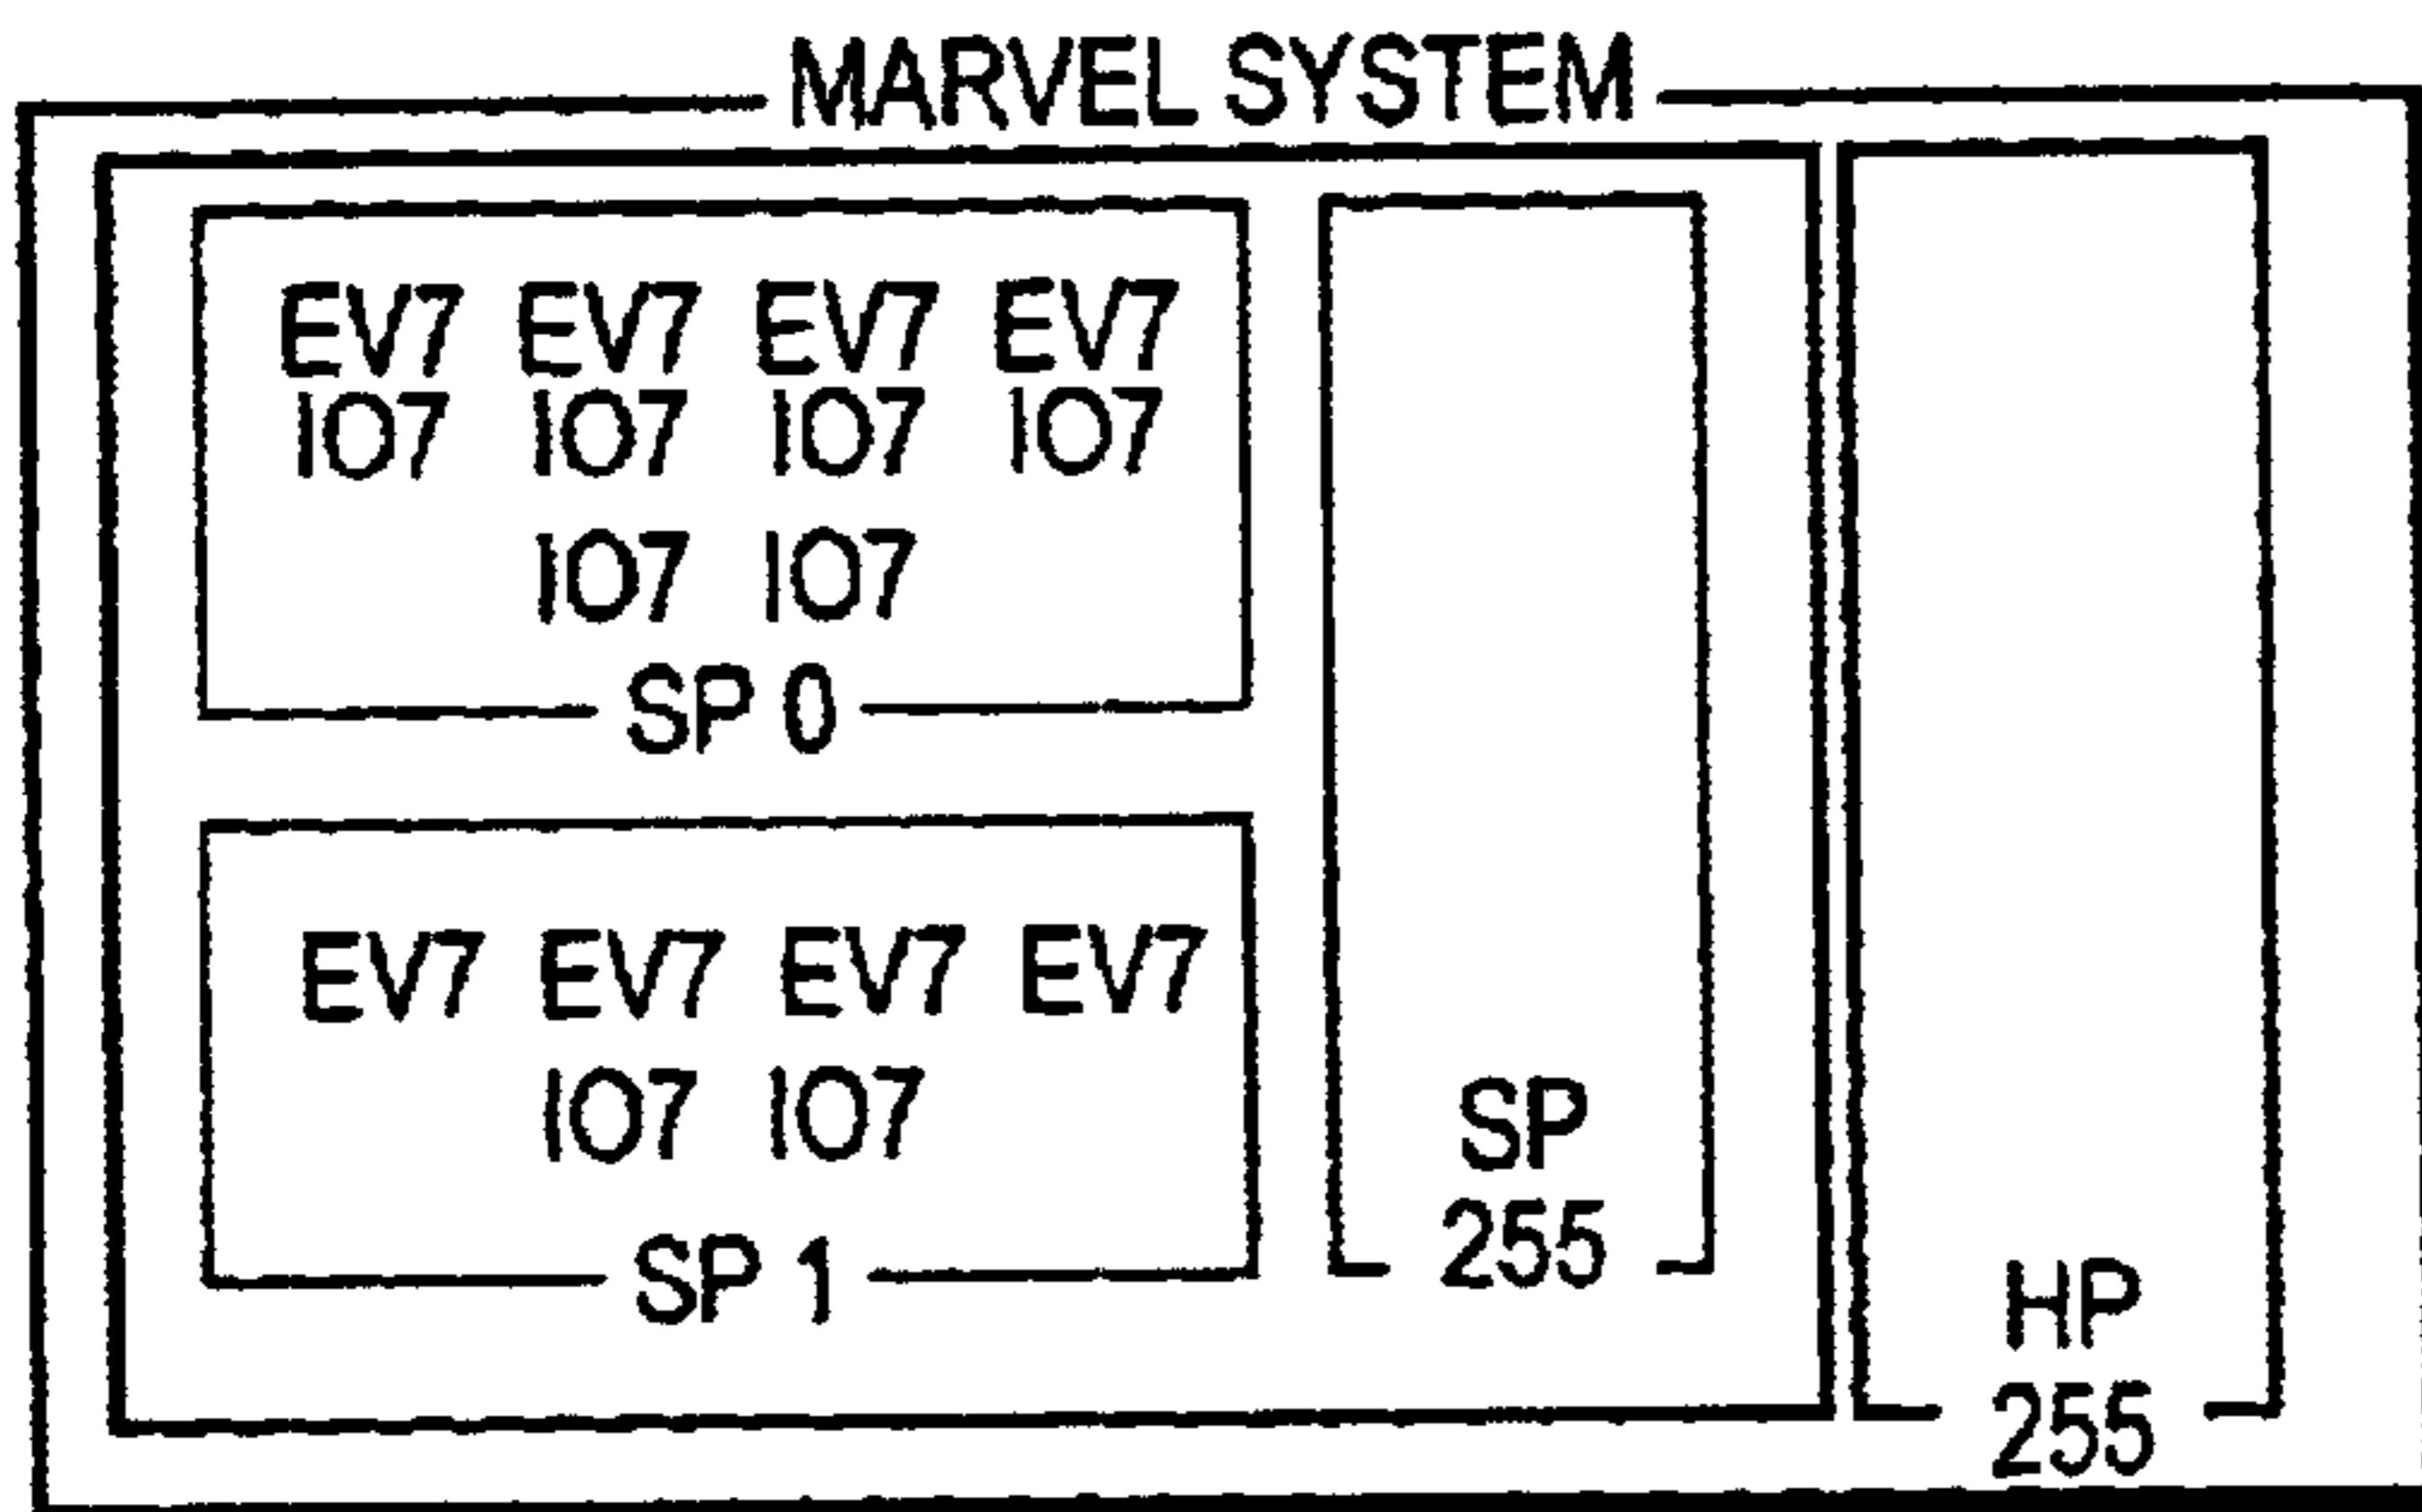 MARVEL SYSTEM
EV7 EV7 EV7 EV7
IO7 IO7 IO7 IO7
IO7 IO7
SP 0
EV7 EV7 EV7 EV7
IO7 IO7
SP 1
SP
255
HP
255